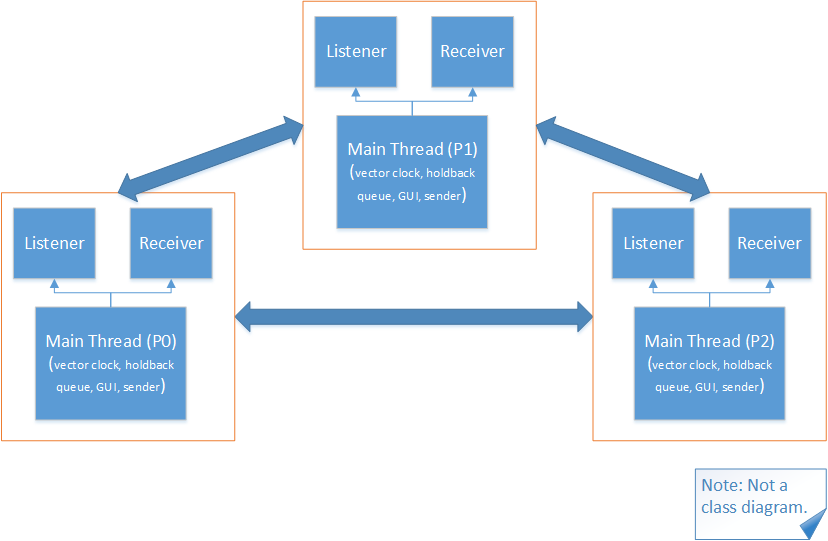 Listener
Receiver
Main Thread (P1)
(vector clock, holdback
queue, GUI, sender)
Listener
Receiver
Main Thread (P0)
(vector clock, holdback
queue, GUI, sender)
Listener
Receiver
Main Thread (P2)
(vector clock, holdback
queue, GUI, sender)
Note: Not a
class diagram.